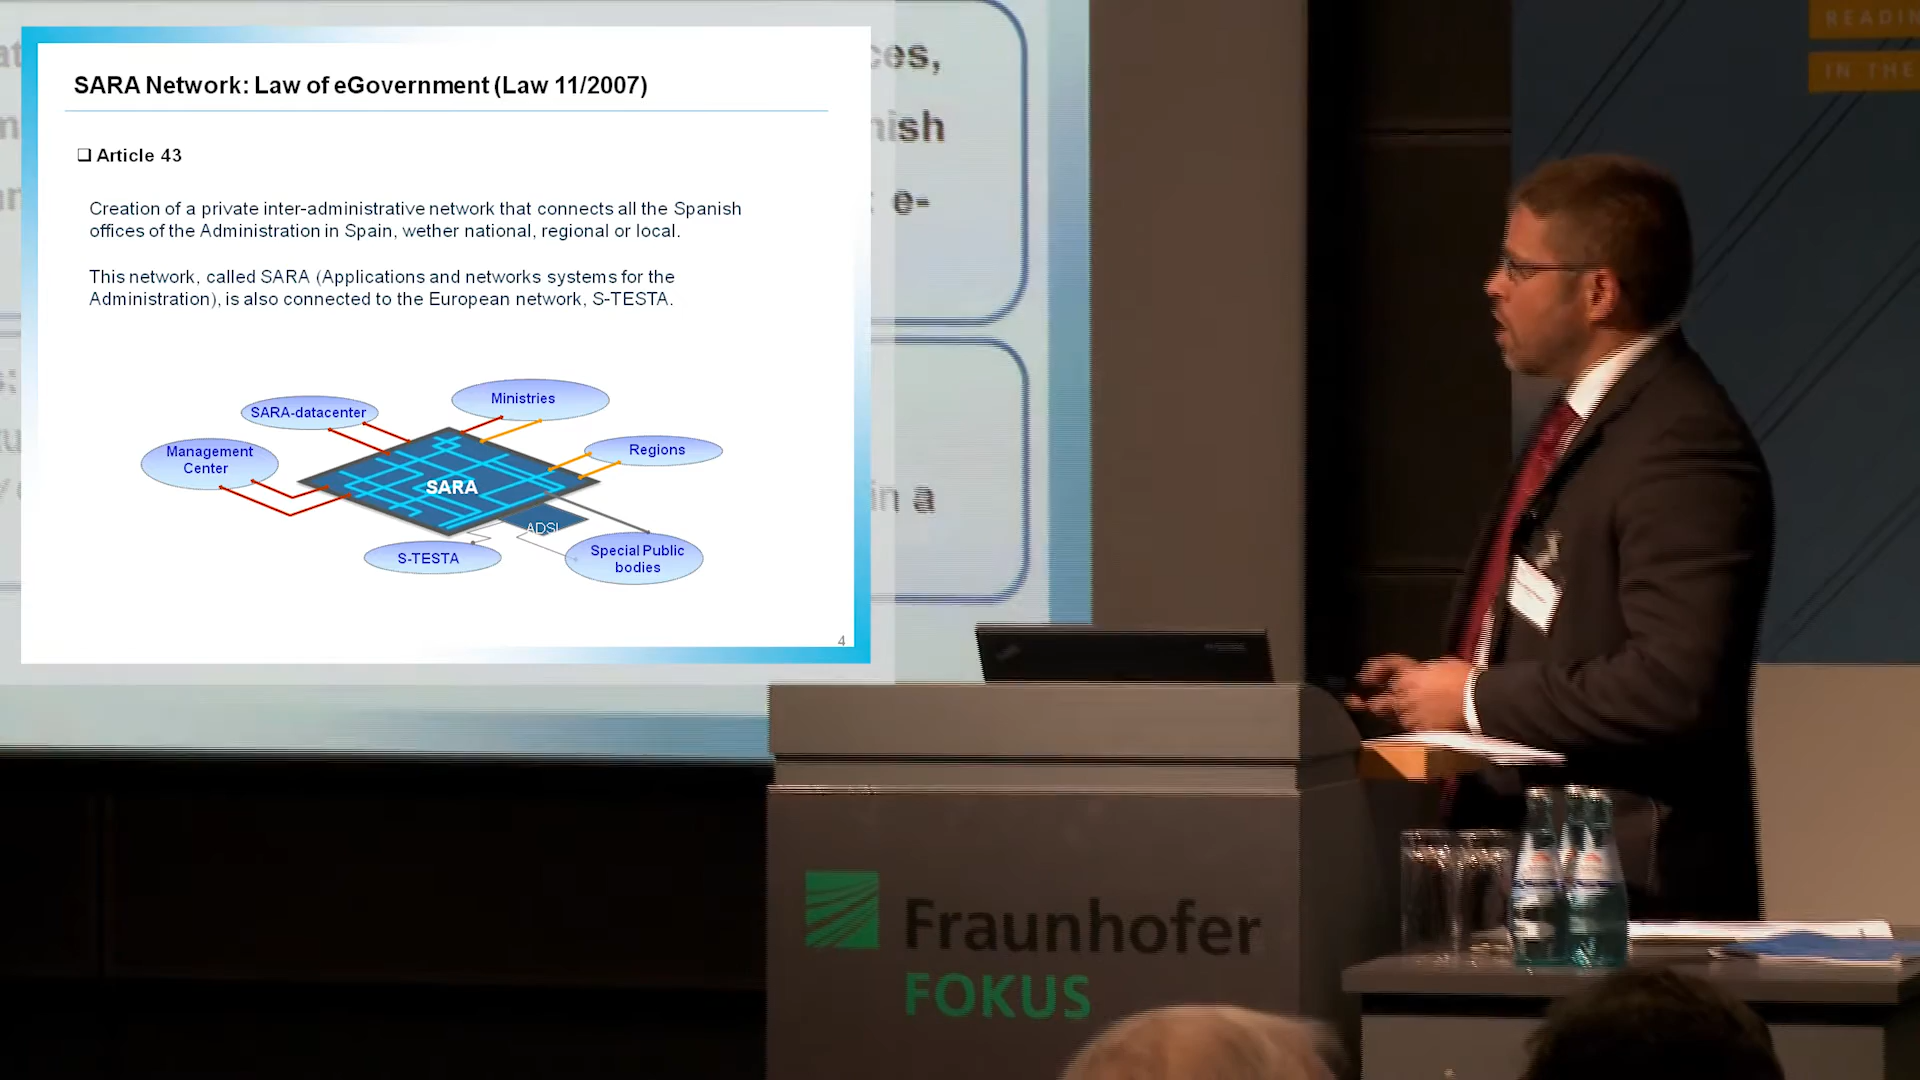 SARA Network: Law of eGovernment (Law 11/2007)
❑ Article 43
Creation of a private inter-administrative network that connects all the Spanish
offices of the Administration in Spain, wether national, regional or local.
This network, called SARA (Applications and networks systems for the
Administration), is also connected to the European network, S-TESTA.
SARA-datacenter
Ministries
Management
Center
Regions
SARA
ADSL
S-TESTA
Special Public
bodies
4
e-
in a
IN THE
Fraunhofer
FOKUS